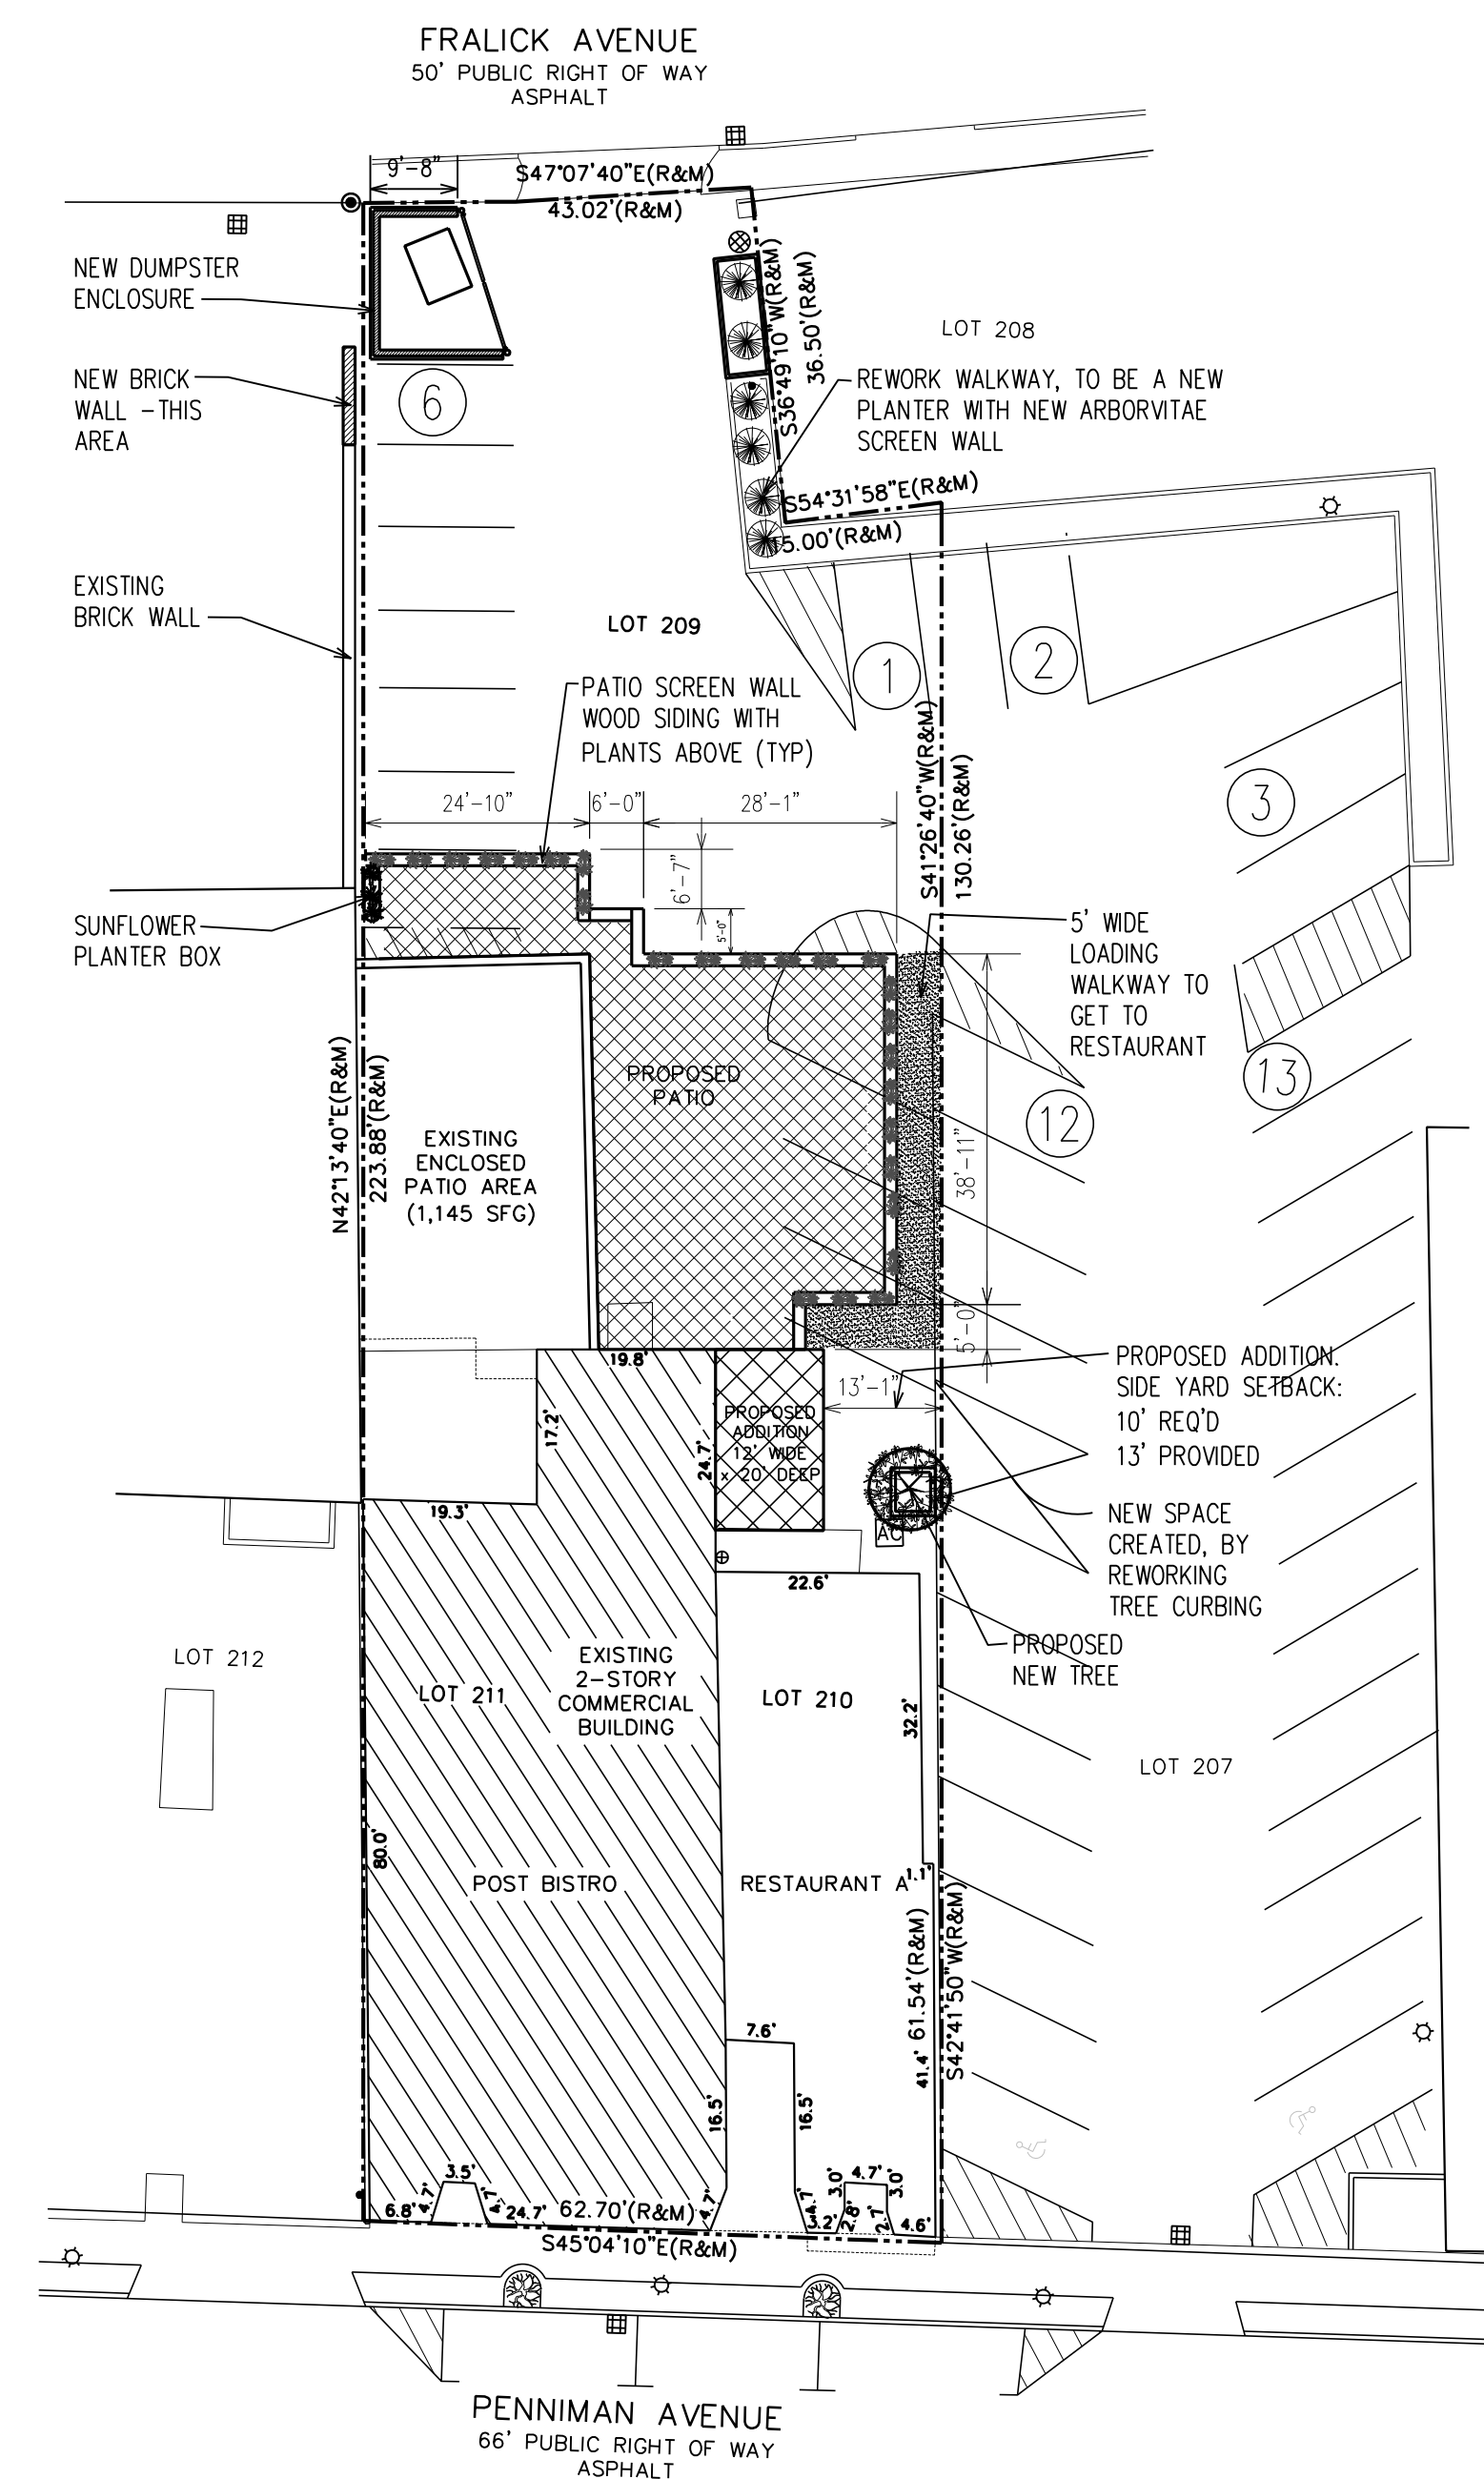 FRALICK AVENUE
50' PUBLIC RIGHT OF WAY
ASPHALT
9'-8"
S47°07'40"E(R&M)
43.02'(R&M)
NEW DUMPSTER
ENCLOSURE
S36°49'10"W(R&M)
36.50'(R&M)
LOT 208
NEW BRICK
WALL -THIS
AREA
6
REWORK WALKWAY, TO BE A NEW
PLANTER WITH NEW ARBORVITAE
SCREEN WALL
S54°31'58"E(R&M)
15.00'(R&M)
EXISTING
BRICK WALL
LOT 209
1
2
3
PATIO SCREEN WALL
WOOD SIDING WITH
PLANTS ABOVE (TYP)
S41°26'40"W(R&M)
130.26'(R&M)
24'-10"
6'-0"
28'-1"
6'-7"
5'-0"
SUNFLOWER
PLANTER BOX
5' WIDE
LOADING
WALKWAY TO
GET TO
RESTAURANT
13
12
PROPOSED
PATIO
N42°13'40"E(R&M)
223.88'(R&M)
EXISTING
ENCLOSED
PATIO AREA
(1,145 SFG)
38'-11"
5'-0"
19.8'
13'-1"
PROPOSED ADDITION.
SIDE YARD SETBACK:
10' REQ'D
13' PROVIDED
17.2'
24.7'
PROPOSED
ADDITION
12' WIDE
x 20' DEEP
19.3'
AC
NEW SPACE
CREATED, BY
REWORKING
TREE CURBING
22.6'
PROPOSED
NEW TREE
LOT 212
EXISTING
2-STORY
COMMERCIAL
BUILDING
LOT 211
LOT 210
32.2'
LOT 207
80.0'
POST BISTRO
RESTAURANT A
1.1'
61.54'(R&M)
S42°41'50"W(R&M)
41.4'
7.6'
16.5'
16.5'
3.5'
6.8'
4.7'
4.7'
24.7'
62.70'(R&M)
4.7'
4.7'
3.2'
3.0'
2.8'
4.7'
3.0'
2.7'
4.6'
S45°04'10"E(R&M)
PENNIMAN AVENUE
66' PUBLIC RIGHT OF WAY
ASPHALT